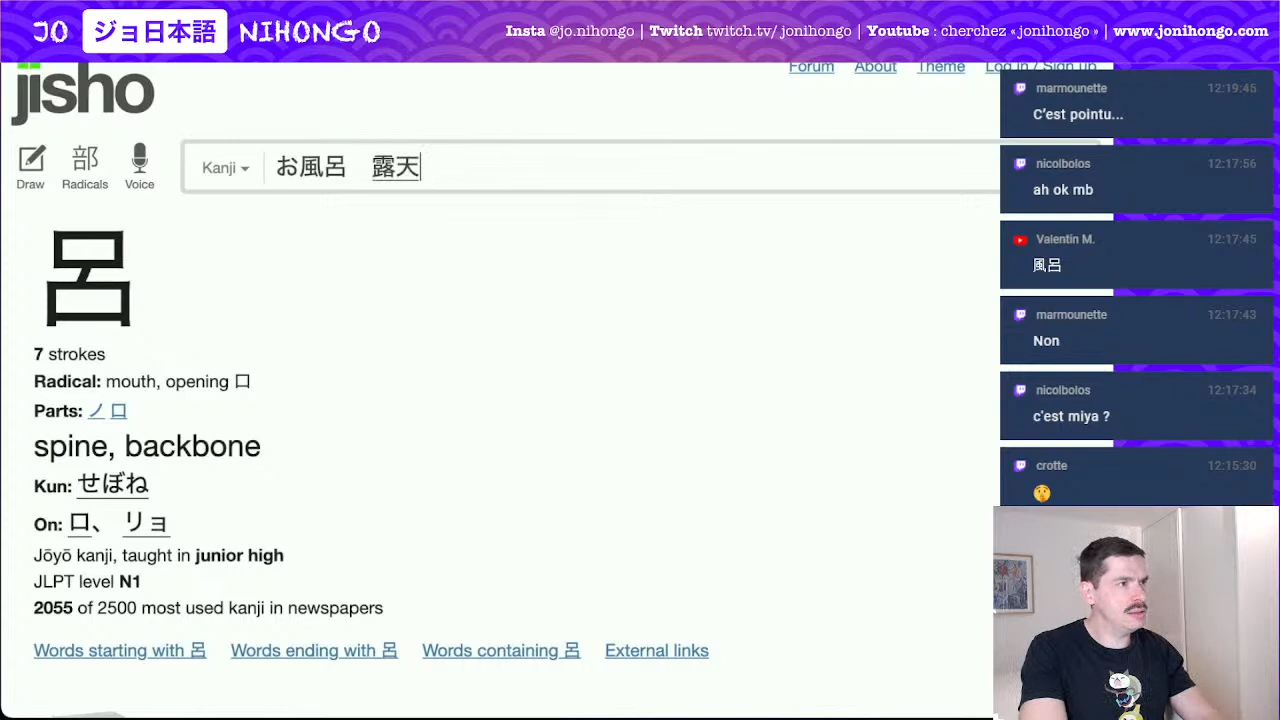 JO ジョ日本語 NIHONGO
Insta @jo.nihongo | Twitch twitch.tv/jonihongo | Youtube : cherchez « jonihongo » | www.jonihongo.com
jisho
Forum About Theme Log in / Sign up
Draw
部 Radicals
Voice
Kanji お風呂 露天
呂
7 strokes
Radical: mouth, opening 口
Parts: ノ 口
spine, backbone
Kun: せぼね
On: ロ、 リョ
Jōyō kanji, taught in junior high
JLPT level N1
2055 of 2500 most used kanji in newspapers
Words starting with 呂 Words ending with 呂 Words containing 呂 External links
marmounette 12:19:45
C'est pointu...
nicolbolos 12:17:56
ah ok mb
Valentin M. 12:17:45
風呂
marmounette 12:17:43
Non
nicolbolos 12:17:34
c'est miya ?
crotte 12:15:30
🤫